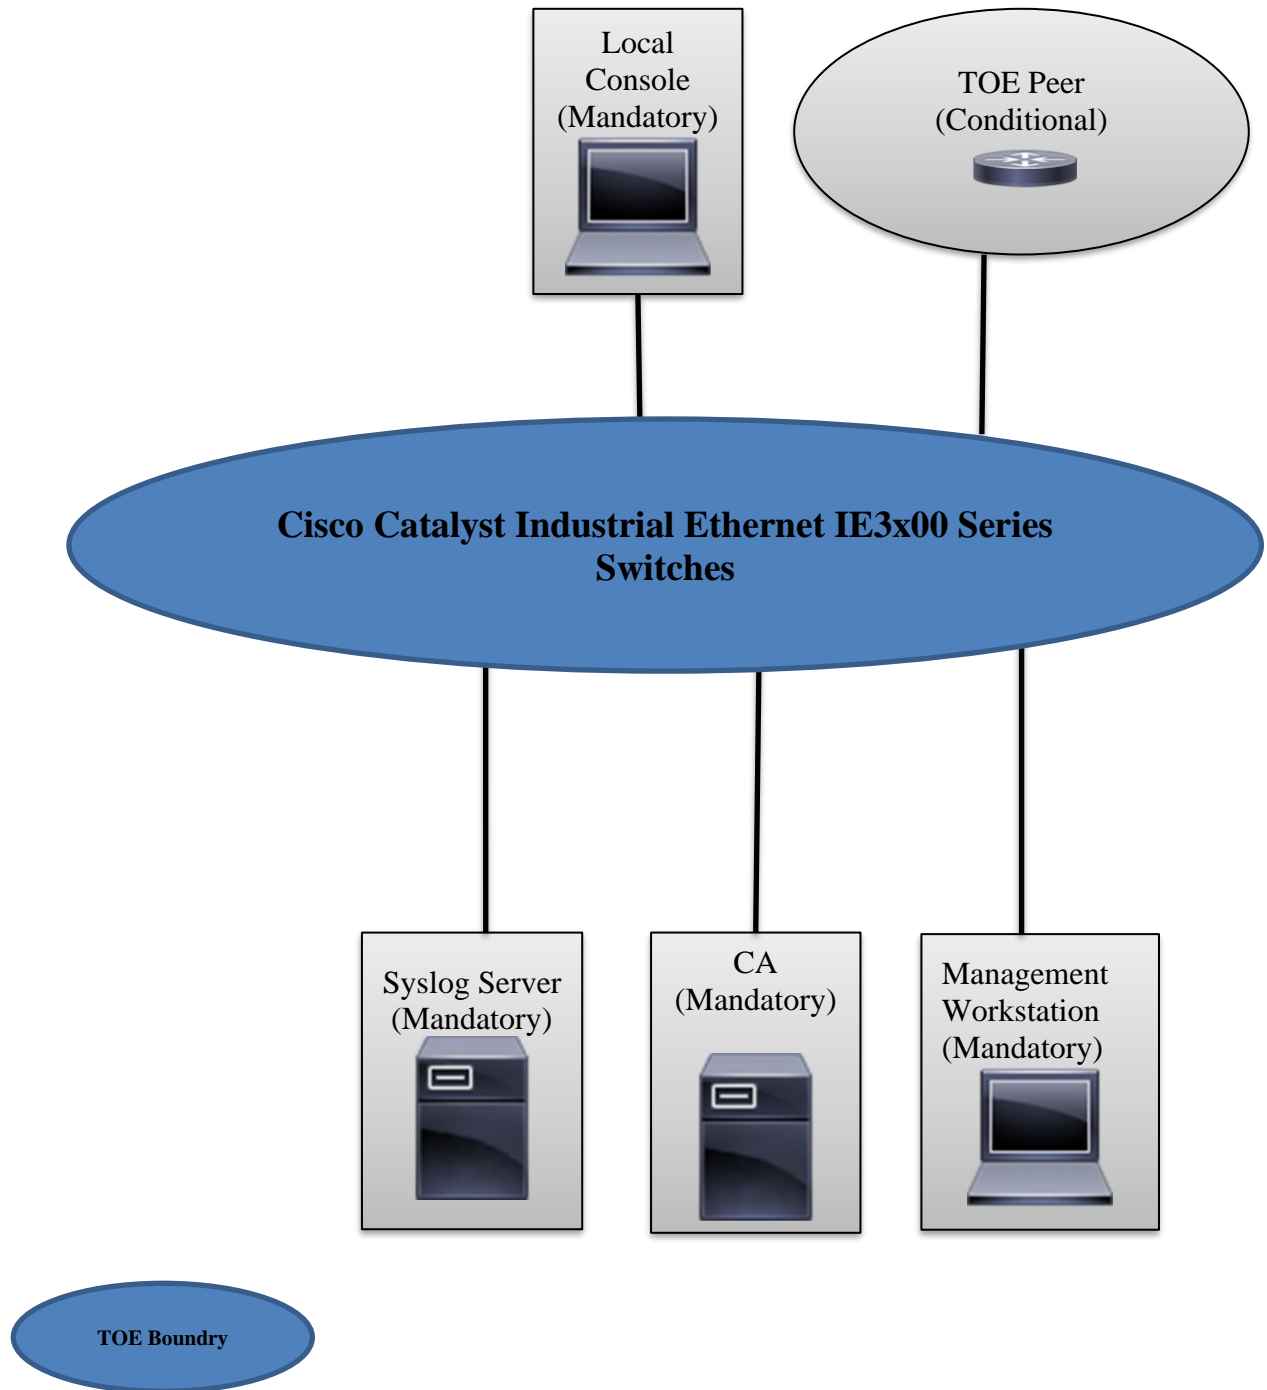 Local
Console
(Mandatory)
TOE Peer
(Conditional)
Cisco Catalyst Industrial Ethernet IE3x00 Series
Switches
Syslog Server
(Mandatory)
CA
(Mandatory)
Management
Workstation
(Mandatory)
TOE Boundry